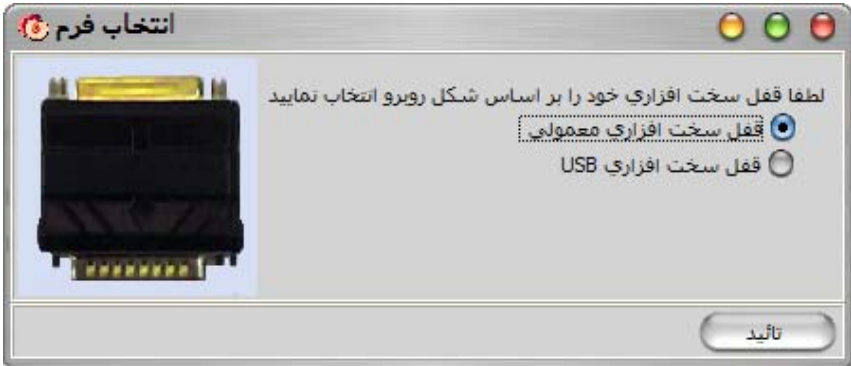 انتخاب فرم
لطفا قفل سخت افزاري خود را بر اساس شكل روبرو انتخاب نماييد
قفل سخت افزاري معمولي
قفل سخت افزاري USB
تائيد